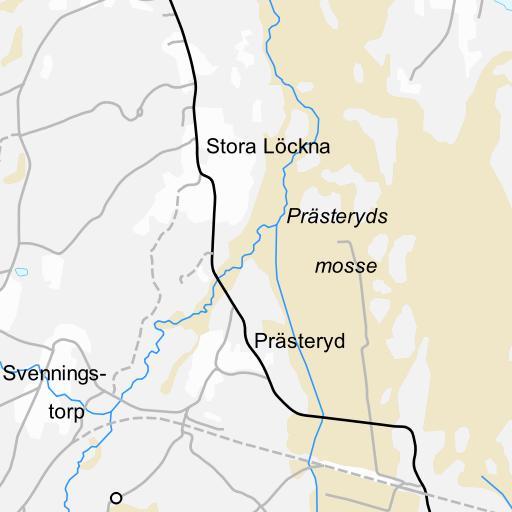 Stora Löckna
Prästeryds
mosse
Prästeryd
Svennings-
torp